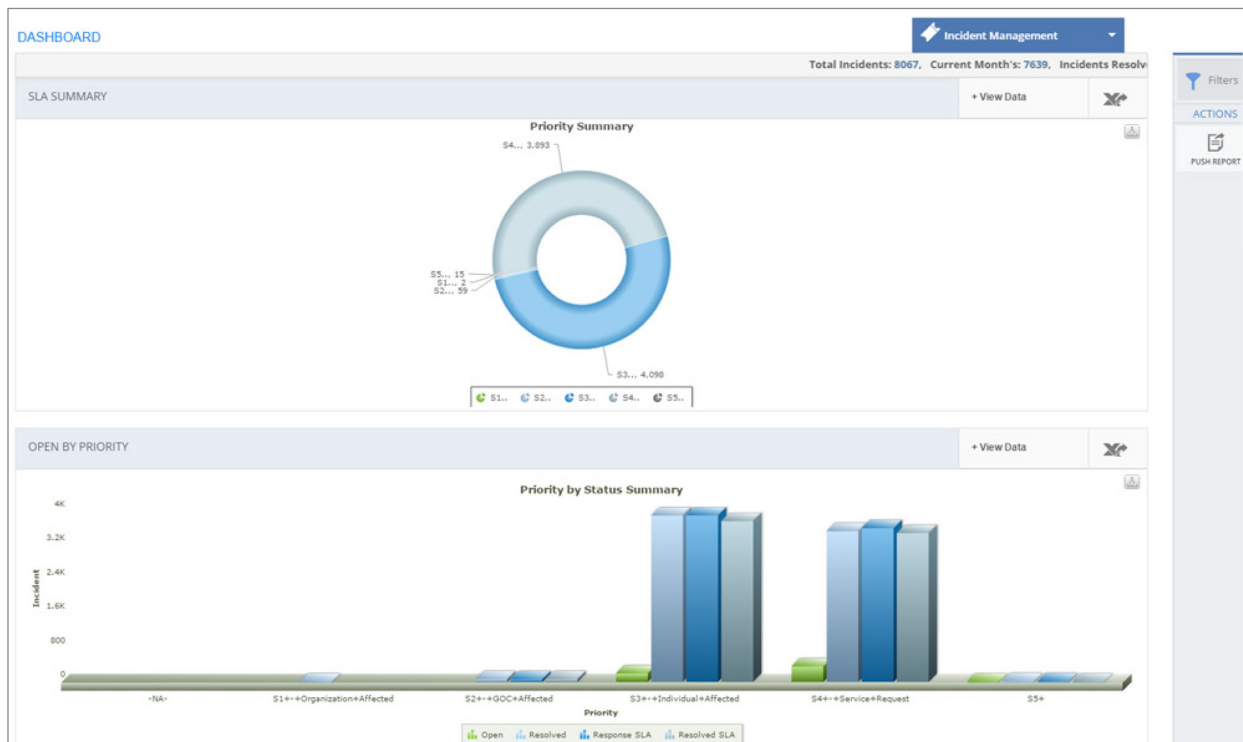 DASHBOARD
Incident Management
Total Incidents: 8067, Current Month's: 7639, Incidents Resolv
Filters
ACTIONS
PUSH REPORT
SLA SUMMARY
+ View Data
Priority Summary
S4..., 3,893
S5..., 15
S1..., 2
S2..., 59
S3..., 4,098
S1.. S2.. S3.. S4.. S5..
OPEN BY PRIORITY
+ View Data
Priority by Status Summary
4K
3.2K
2.4K
1.6K
800
0
Incident
-NA- S1+-+Organization+Affected S2+-+GOC+Affected S3+-+Individual+Affected S4+-+Service+Request S5+
Priority
Open Resolved Response SLA Resolved SLA